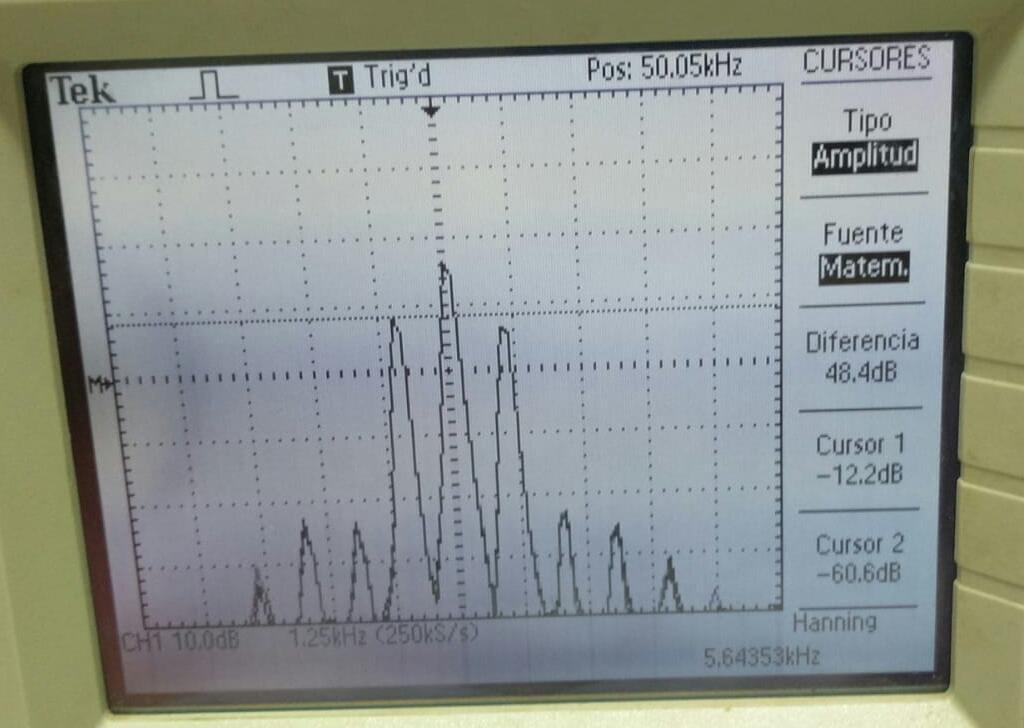 Tek
T Trig'd
Pos: 50.05kHz
CURSORES
Tipo
Amplitud
Fuente
Matem.
Diferencia
48.4dB
Cursor 1
-12.2dB
Cursor 2
-60.6dB
M
CH1 10.0dB
1.25kHz (250kS/s)
Hanning
5.64353kHz